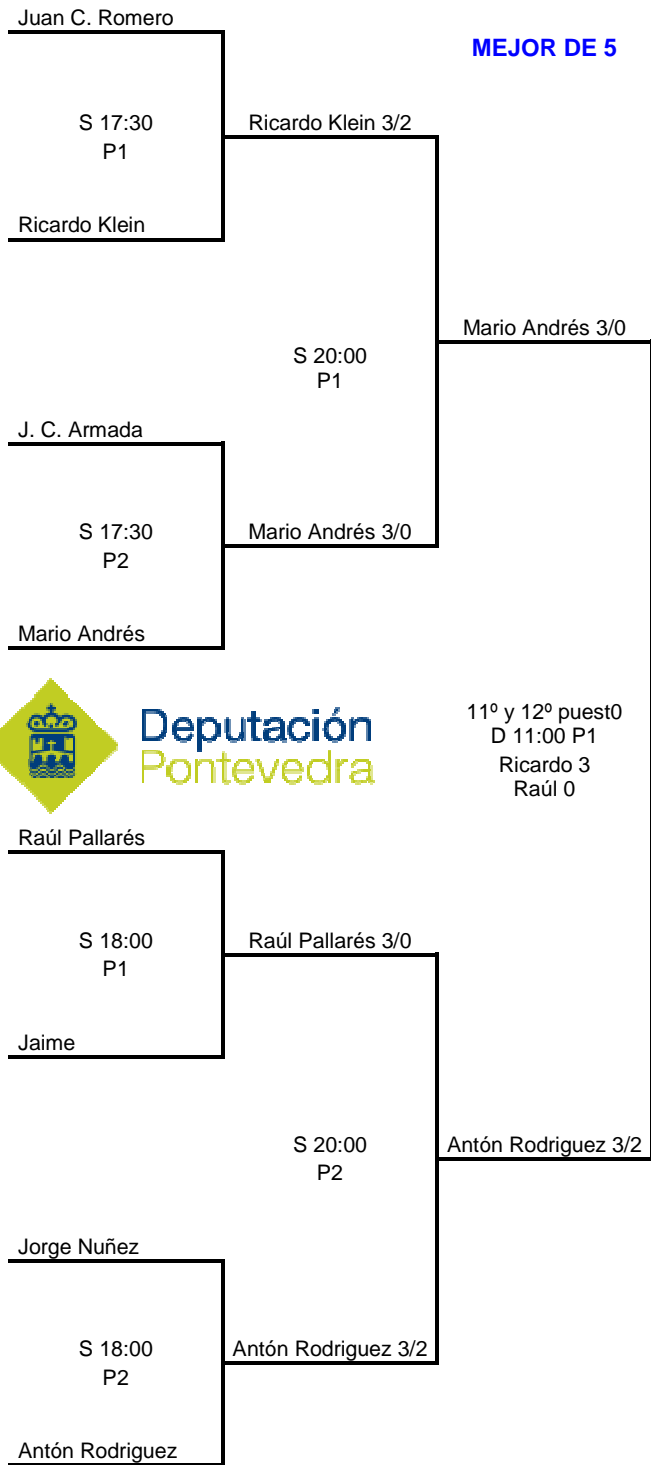 Juan C. Romero
MEJOR DE 5
S 17:30
P1
Ricardo Klein 3/2
Ricardo Klein
Mario Andrés 3/0
S 20:00
P1
J. C. Armada
S 17:30
P2
Mario Andrés 3/0
Mario Andrés
Deputación
Pontevedra
11º y 12º puest0
D 11:00 P1
Ricardo 3
Raúl 0
Raúl Pallarés
S 18:00
P1
Raúl Pallarés 3/0
Jaime
S 20:00
P2
Antón Rodriguez 3/2
Jorge Nuñez
S 18:00
P2
Antón Rodriguez 3/2
Antón Rodriguez